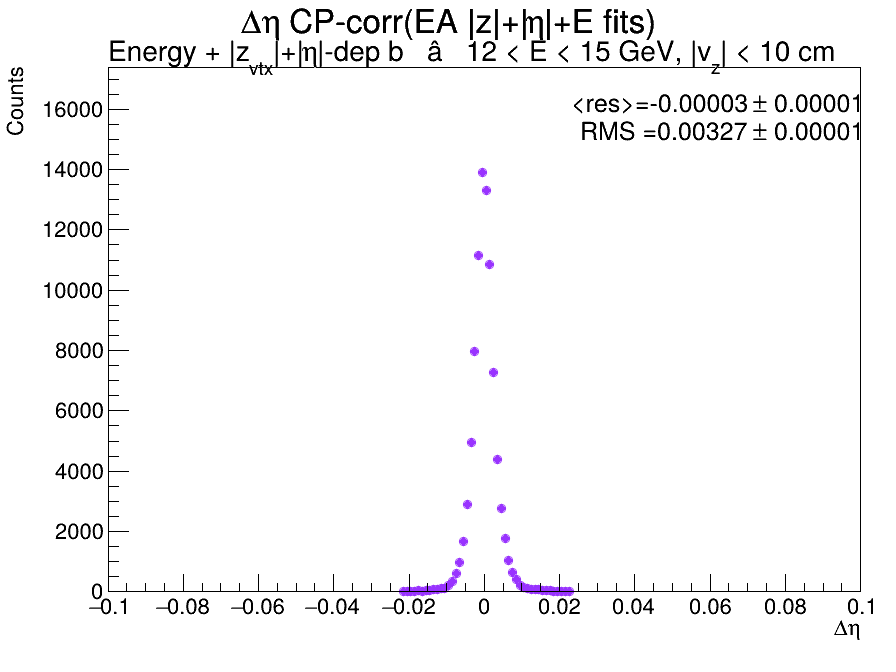 Δη CP-corr(EA |z|+|η|+E fits)
Energy + |z_vtx|+|η|-dep b â 12 < E < 15 GeV, |v_z| < 10 cm
<res>=-0.00003 ± 0.00001
RMS =0.00327 ± 0.00001
Counts
16000
14000
12000
10000
8000
6000
4000
2000
0
−0.1 −0.08 −0.06 −0.04 −0.02 0 0.02 0.04 0.06 0.08 0.1
Δη